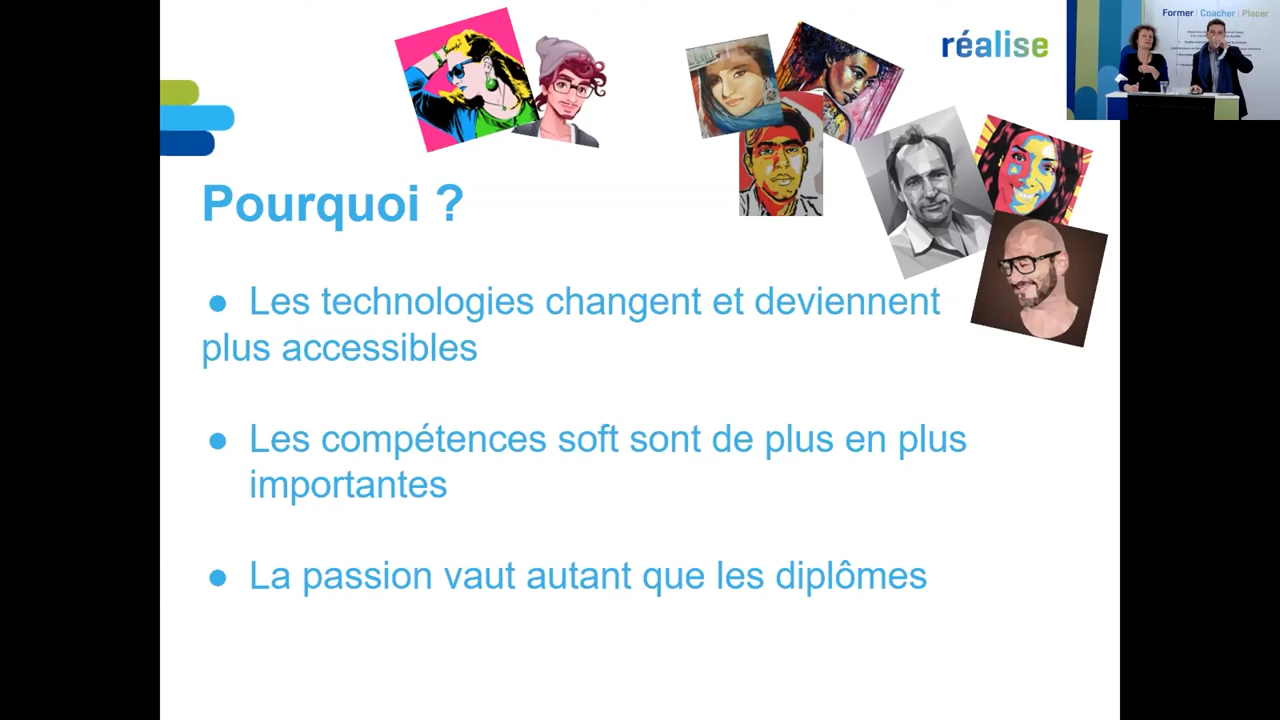 réalise
Former | Coacher | Placer
Pourquoi ?
● Les technologies changent et deviennent
plus accessibles
● Les compétences soft sont de plus en plus
importantes
● La passion vaut autant que les diplômes